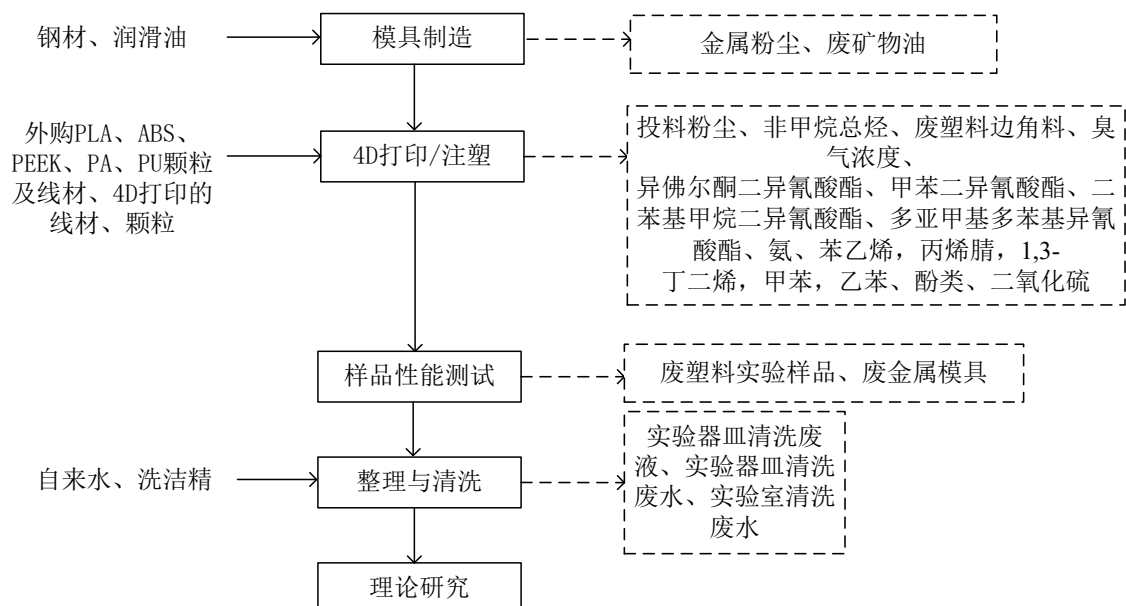 钢材、润滑油
模具制造
金属粉尘、废矿物油
外购PLA、ABS、
PEEK、PA、PU颗粒
及线材、4D打印的
线材、颗粒
4D打印/注塑
投料粉尘、非甲烷总烃、废塑料边角料、臭
气浓度、
异佛尔酮二异氰酸酯、甲苯二异氰酸酯、二
苯基甲烷二异氰酸酯、多亚甲基多苯基异氰
酸酯、氨、苯乙烯，丙烯腈，1,3-
丁二烯，甲苯，乙苯、酚类、二氧化硫
样品性能测试
废塑料实验样品、废金属模具
自来水、洗洁精
整理与清洗
实验器皿清洗废
液、实验器皿清洗
废水、实验室清洗
废水
理论研究